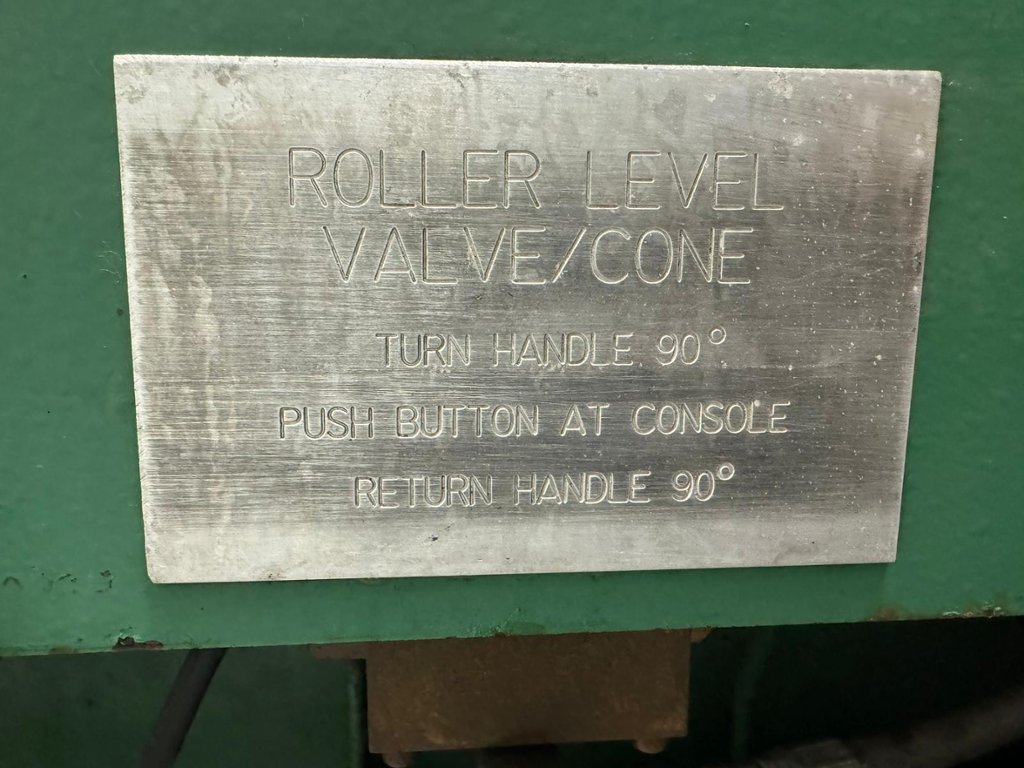 ROLLER LEVEL
VALVE/CONE
TURN HANDLE 90°
PUSH BUTTON AT CONSOLE
RETURN HANDLE 90°